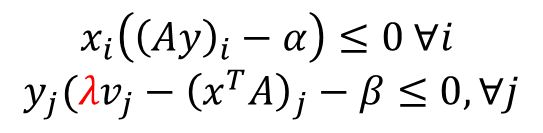 x_i((Ay)_i − α) ≤ 0 ∀i
y_j(λv_j − (x^T A)_j − β ≤ 0, ∀j